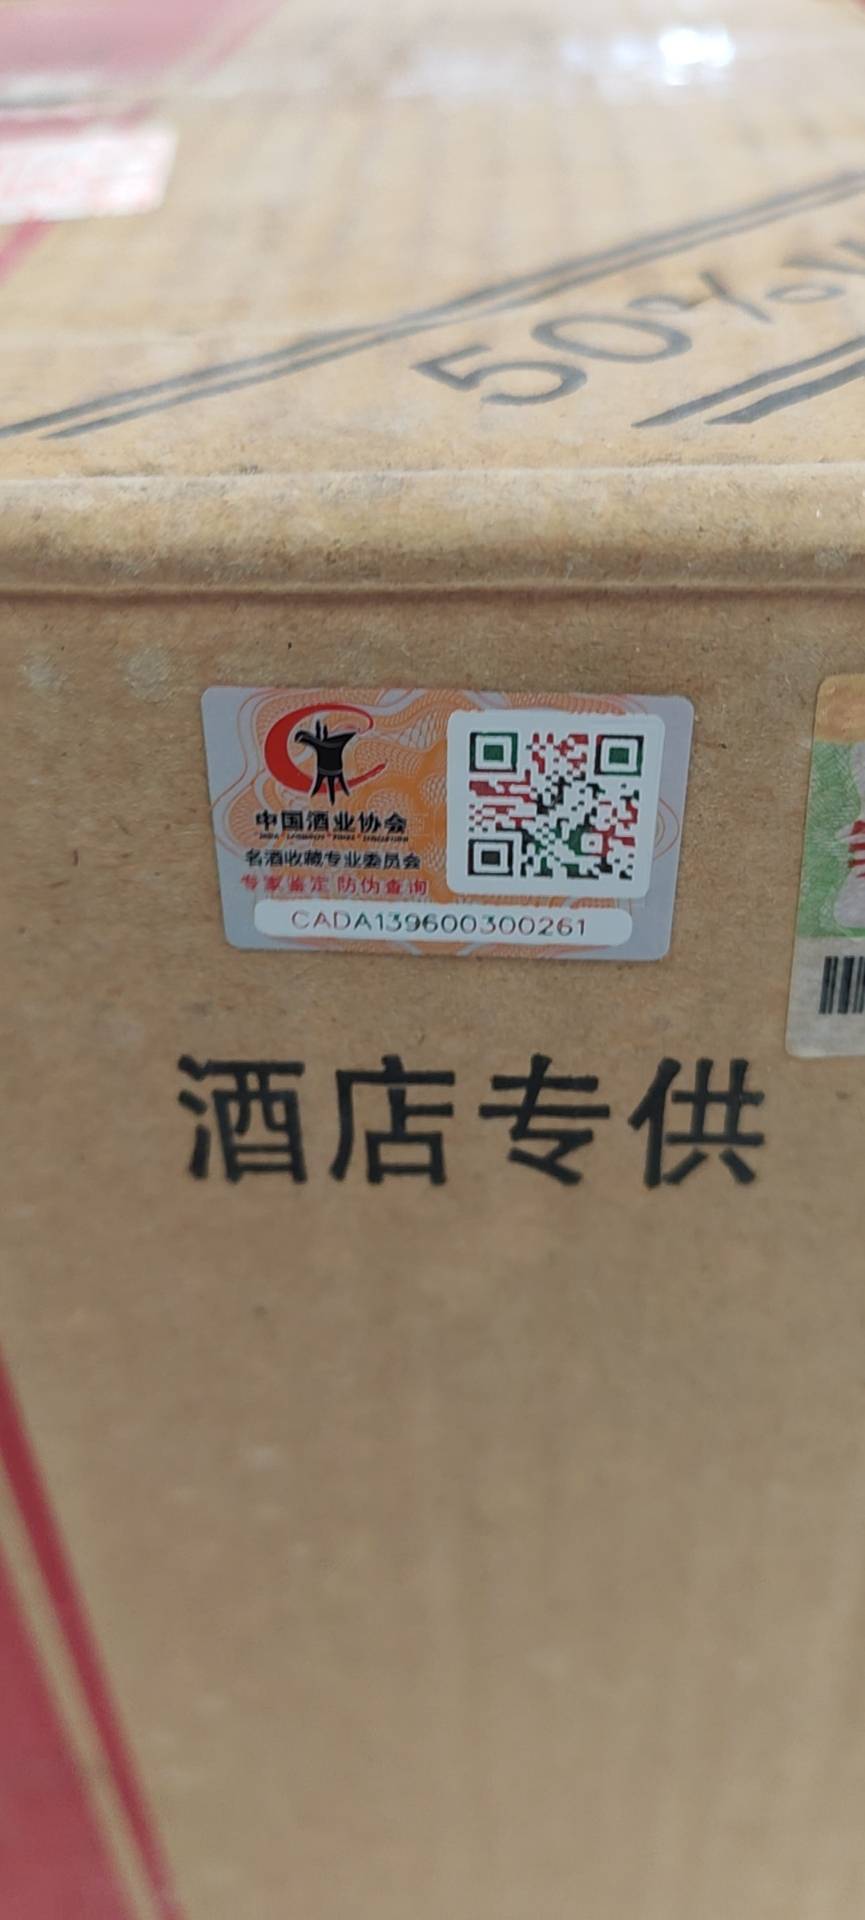 50%
中国酒业协会
名酒收藏专业委员会
专家鉴定 防伪查询
CADA139600300261
酒店专供